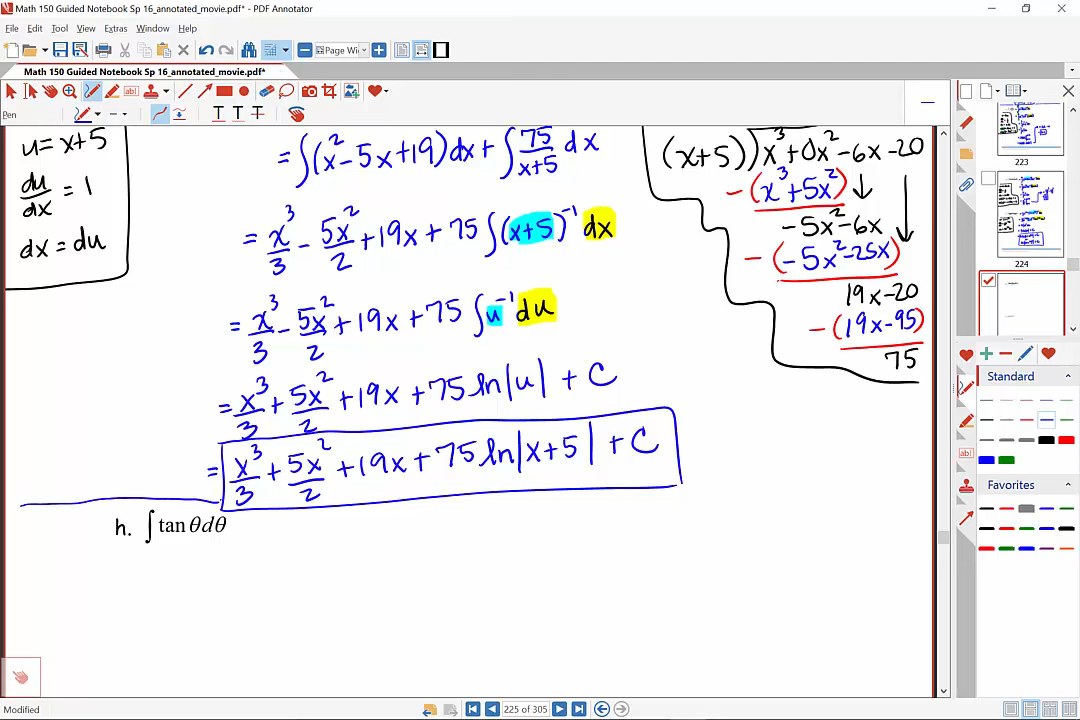 Math 150 Guided Notebook Sp 16_annotated_movie.pdf* - PDF Annotator
File Edit Tool View Extras Window Help
Page Wi
Math 150 Guided Notebook Sp 16_annotated_movie.pdf*
Pen
u = x+5
du/dx = 1
dx = du
= ∫(x² - 5x + 19)dx + ∫ 75/(x+5) dx
= x³/3 - 5x²/2 + 19x + 75 ∫(x+5)⁻¹ dx
= x³/3 - 5x²/2 + 19x + 75 ∫ u⁻¹ du
= x³/3 + 5x²/2 + 19x + 75 ln|u| + C
= x³/3 + 5x²/2 + 19x + 75 ln|x+5| + C
h. ∫ tan θ dθ
(x+5) ) x³ + 0x² - 6x - 20
- (x³ + 5x²)
-5x² - 6x
- (-5x² - 25x)
19x - 20
- (19x - 95)
75
223
224
Standard
Favorites
Modified
225 of 305